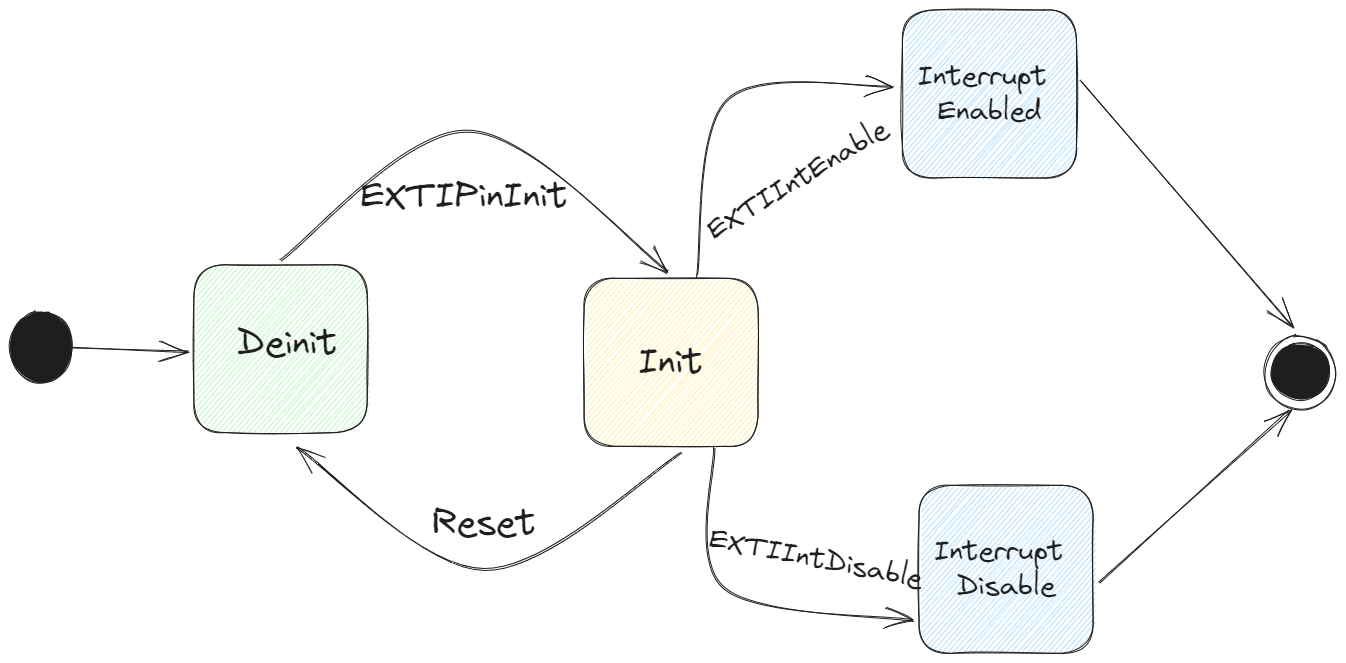 Interrupt
Enabled
EXTIPinInit
EXTIIntEnable
Deinit
Init
Reset
EXTIIntDisable
Interrupt
Disable